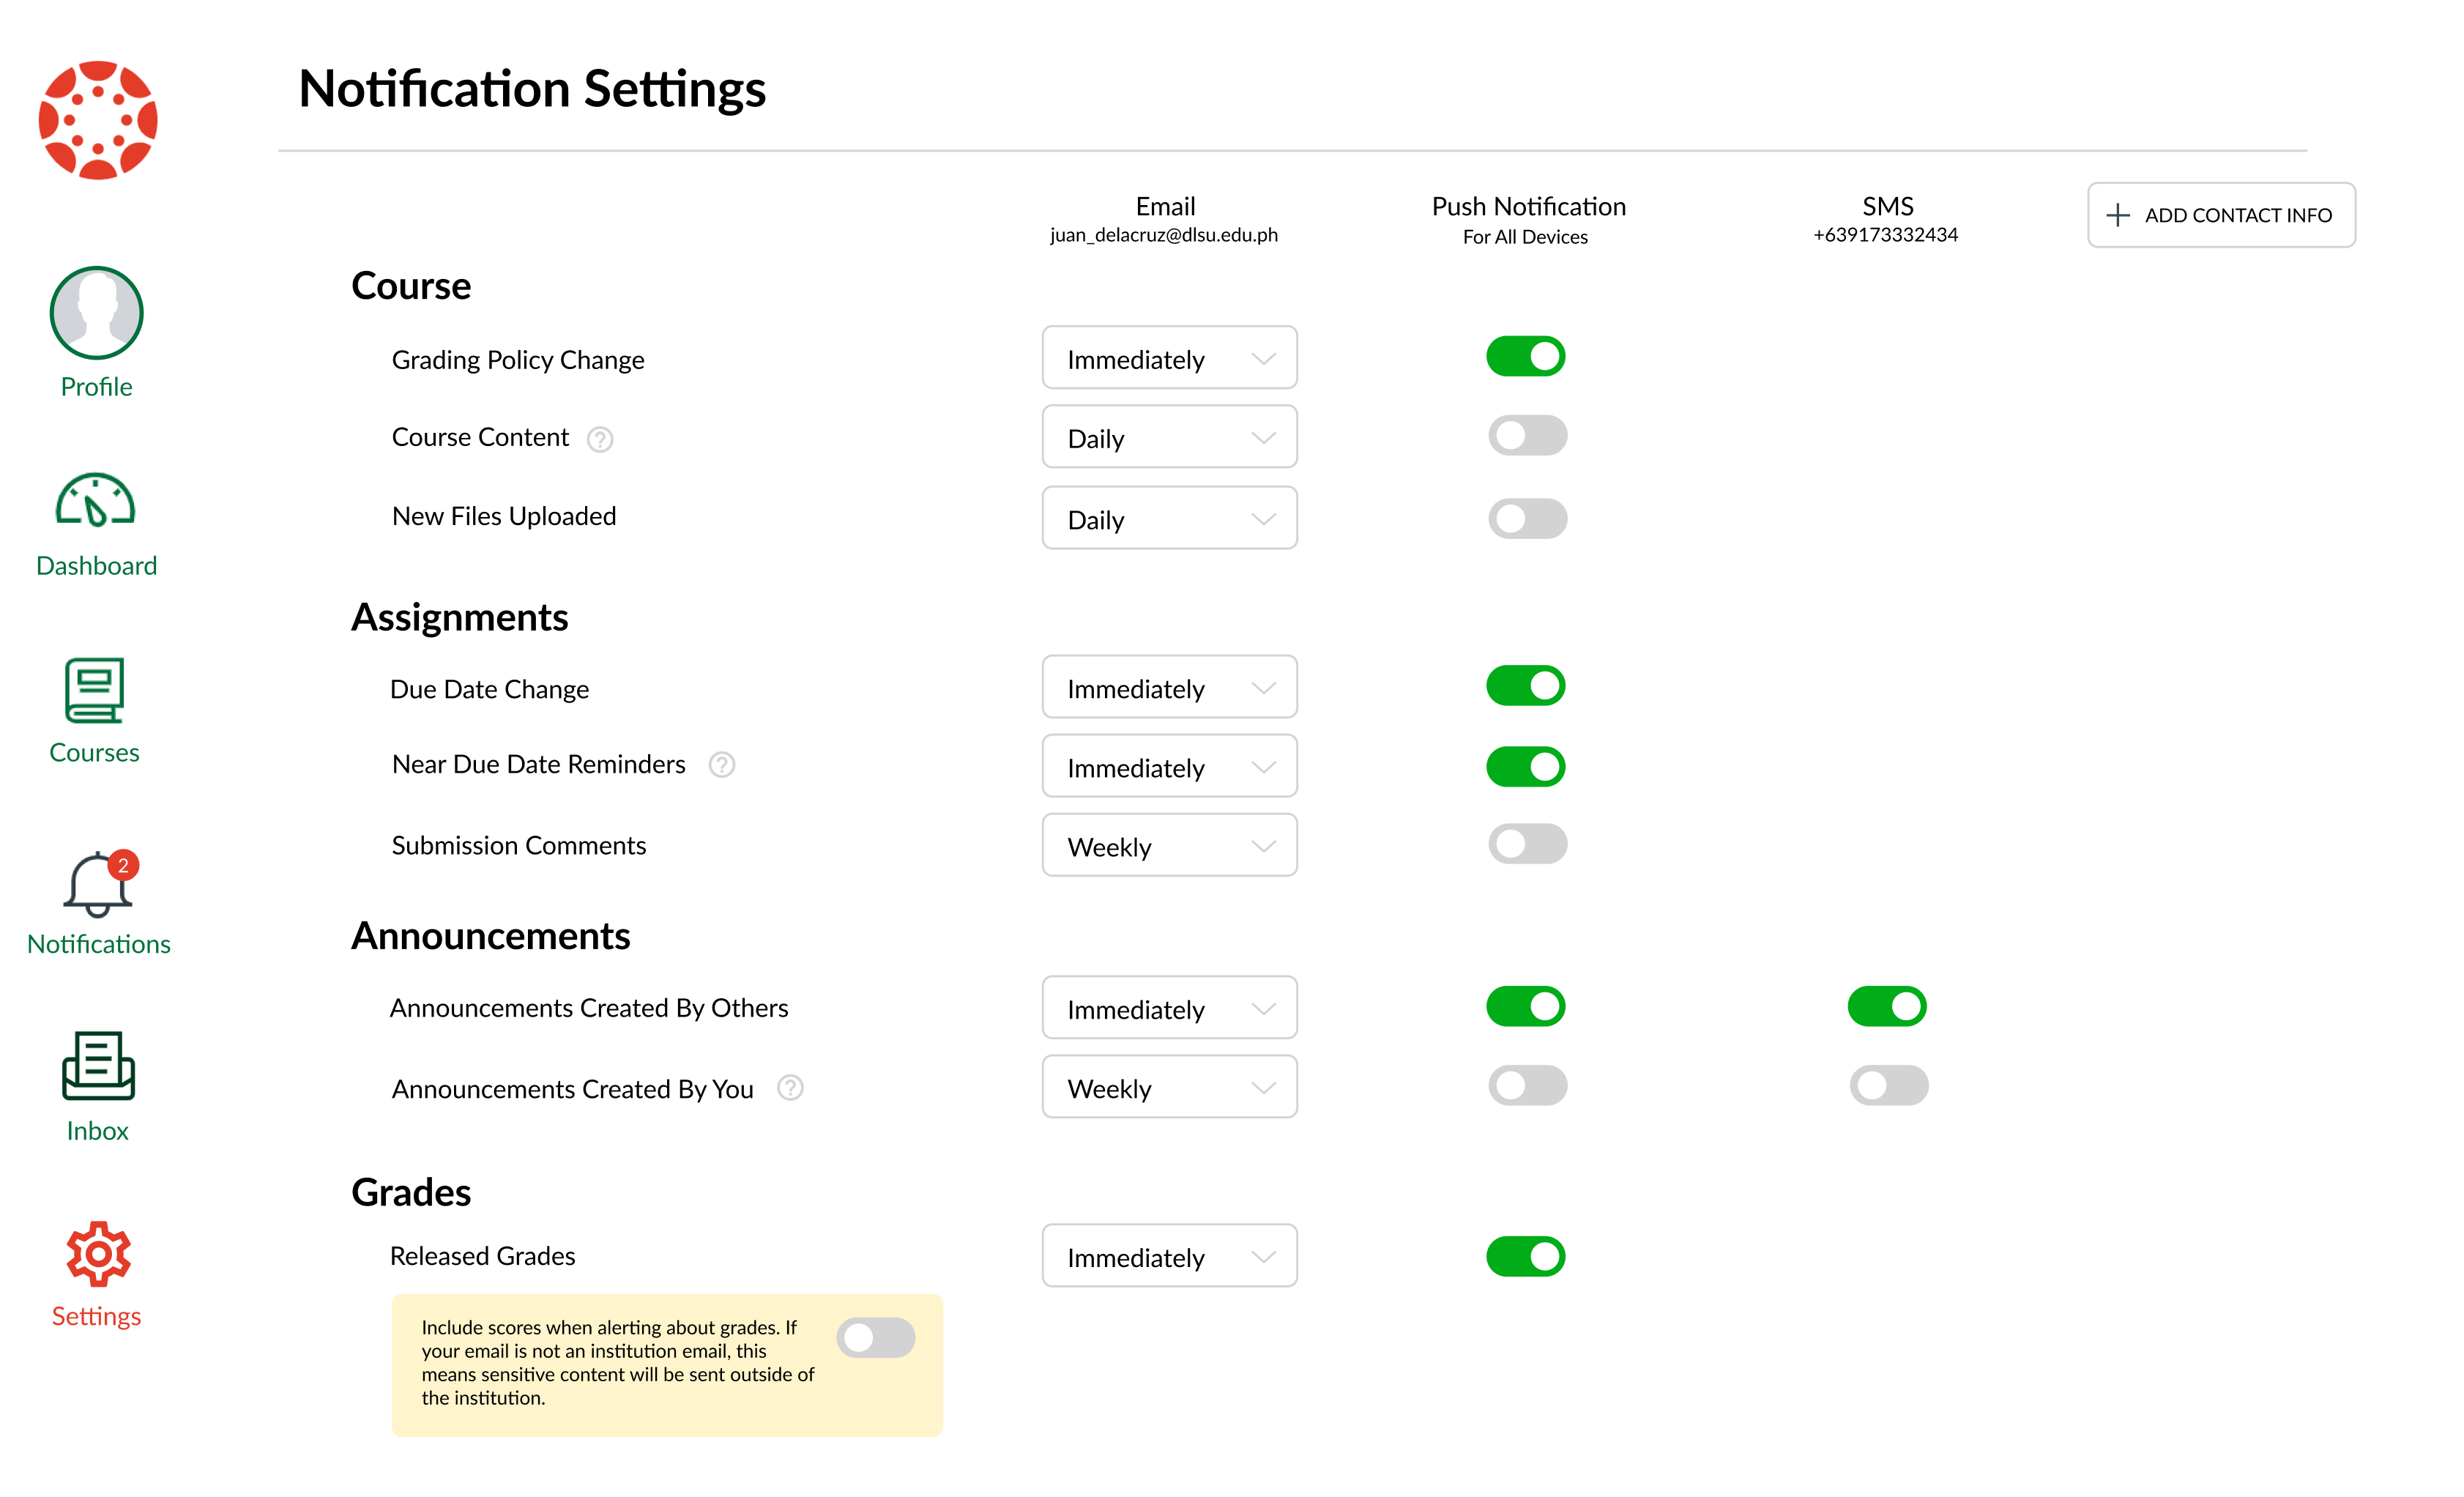 Notification Settings
Email
juan_delacruz@dlsu.edu.ph
Push Notification
For All Devices
SMS
+639173332434
ADD CONTACT INFO
Profile
Dashboard
Courses
2
Notifications
Inbox
Settings
Course
Grading Policy Change
Immediately
Course Content
?
Daily
New Files Uploaded
Daily
Assignments
Due Date Change
Immediately
Near Due Date Reminders
?
Immediately
Submission Comments
Weekly
Announcements
Announcements Created By Others
Immediately
Announcements Created By You
?
Weekly
Grades
Released Grades
Immediately
Include scores when alerting about grades. If
your email is not an institution email, this
means sensitive content will be sent outside of
the institution.